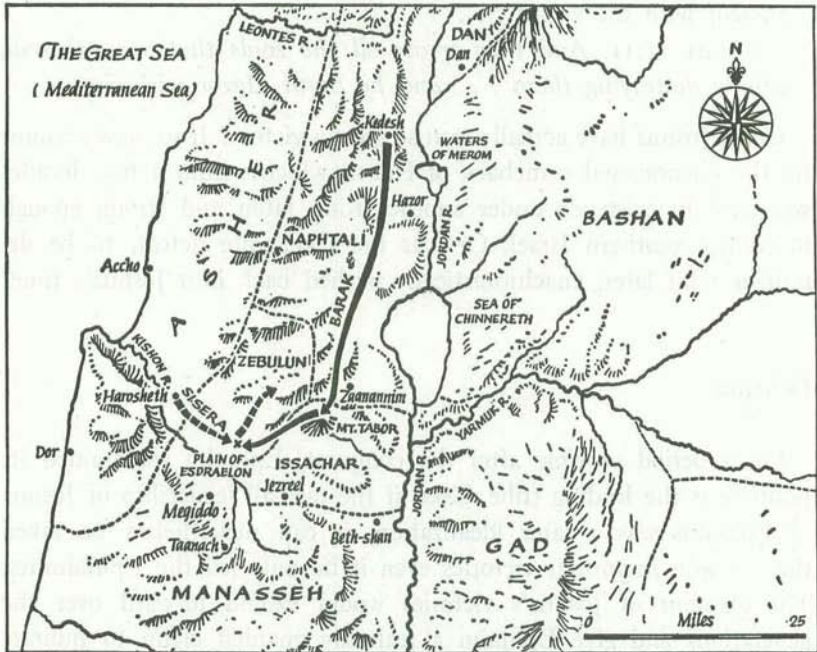 THE GREAT SEA
(Mediterranean Sea)
LEONTES
DAN
Dan
N
Kedesh
ASHER
WATERS
OF MEROM
Hazor
NAPHTALI
JORDAN R.
BASHAN
Accho
BARAK
SEA OF
CHINNERETH
KISHON R.
ZEBULUN
SISERA
Harosheth
Zaanannim
MT. TABOR
YARMUK R.
Dor
PLAIN OF
ESDRAELON
ISSACHAR
Jezreel
JORDAN R.
Megiddo
Taanach
Beth-shan
GAD
MANASSEH
0 Miles 25